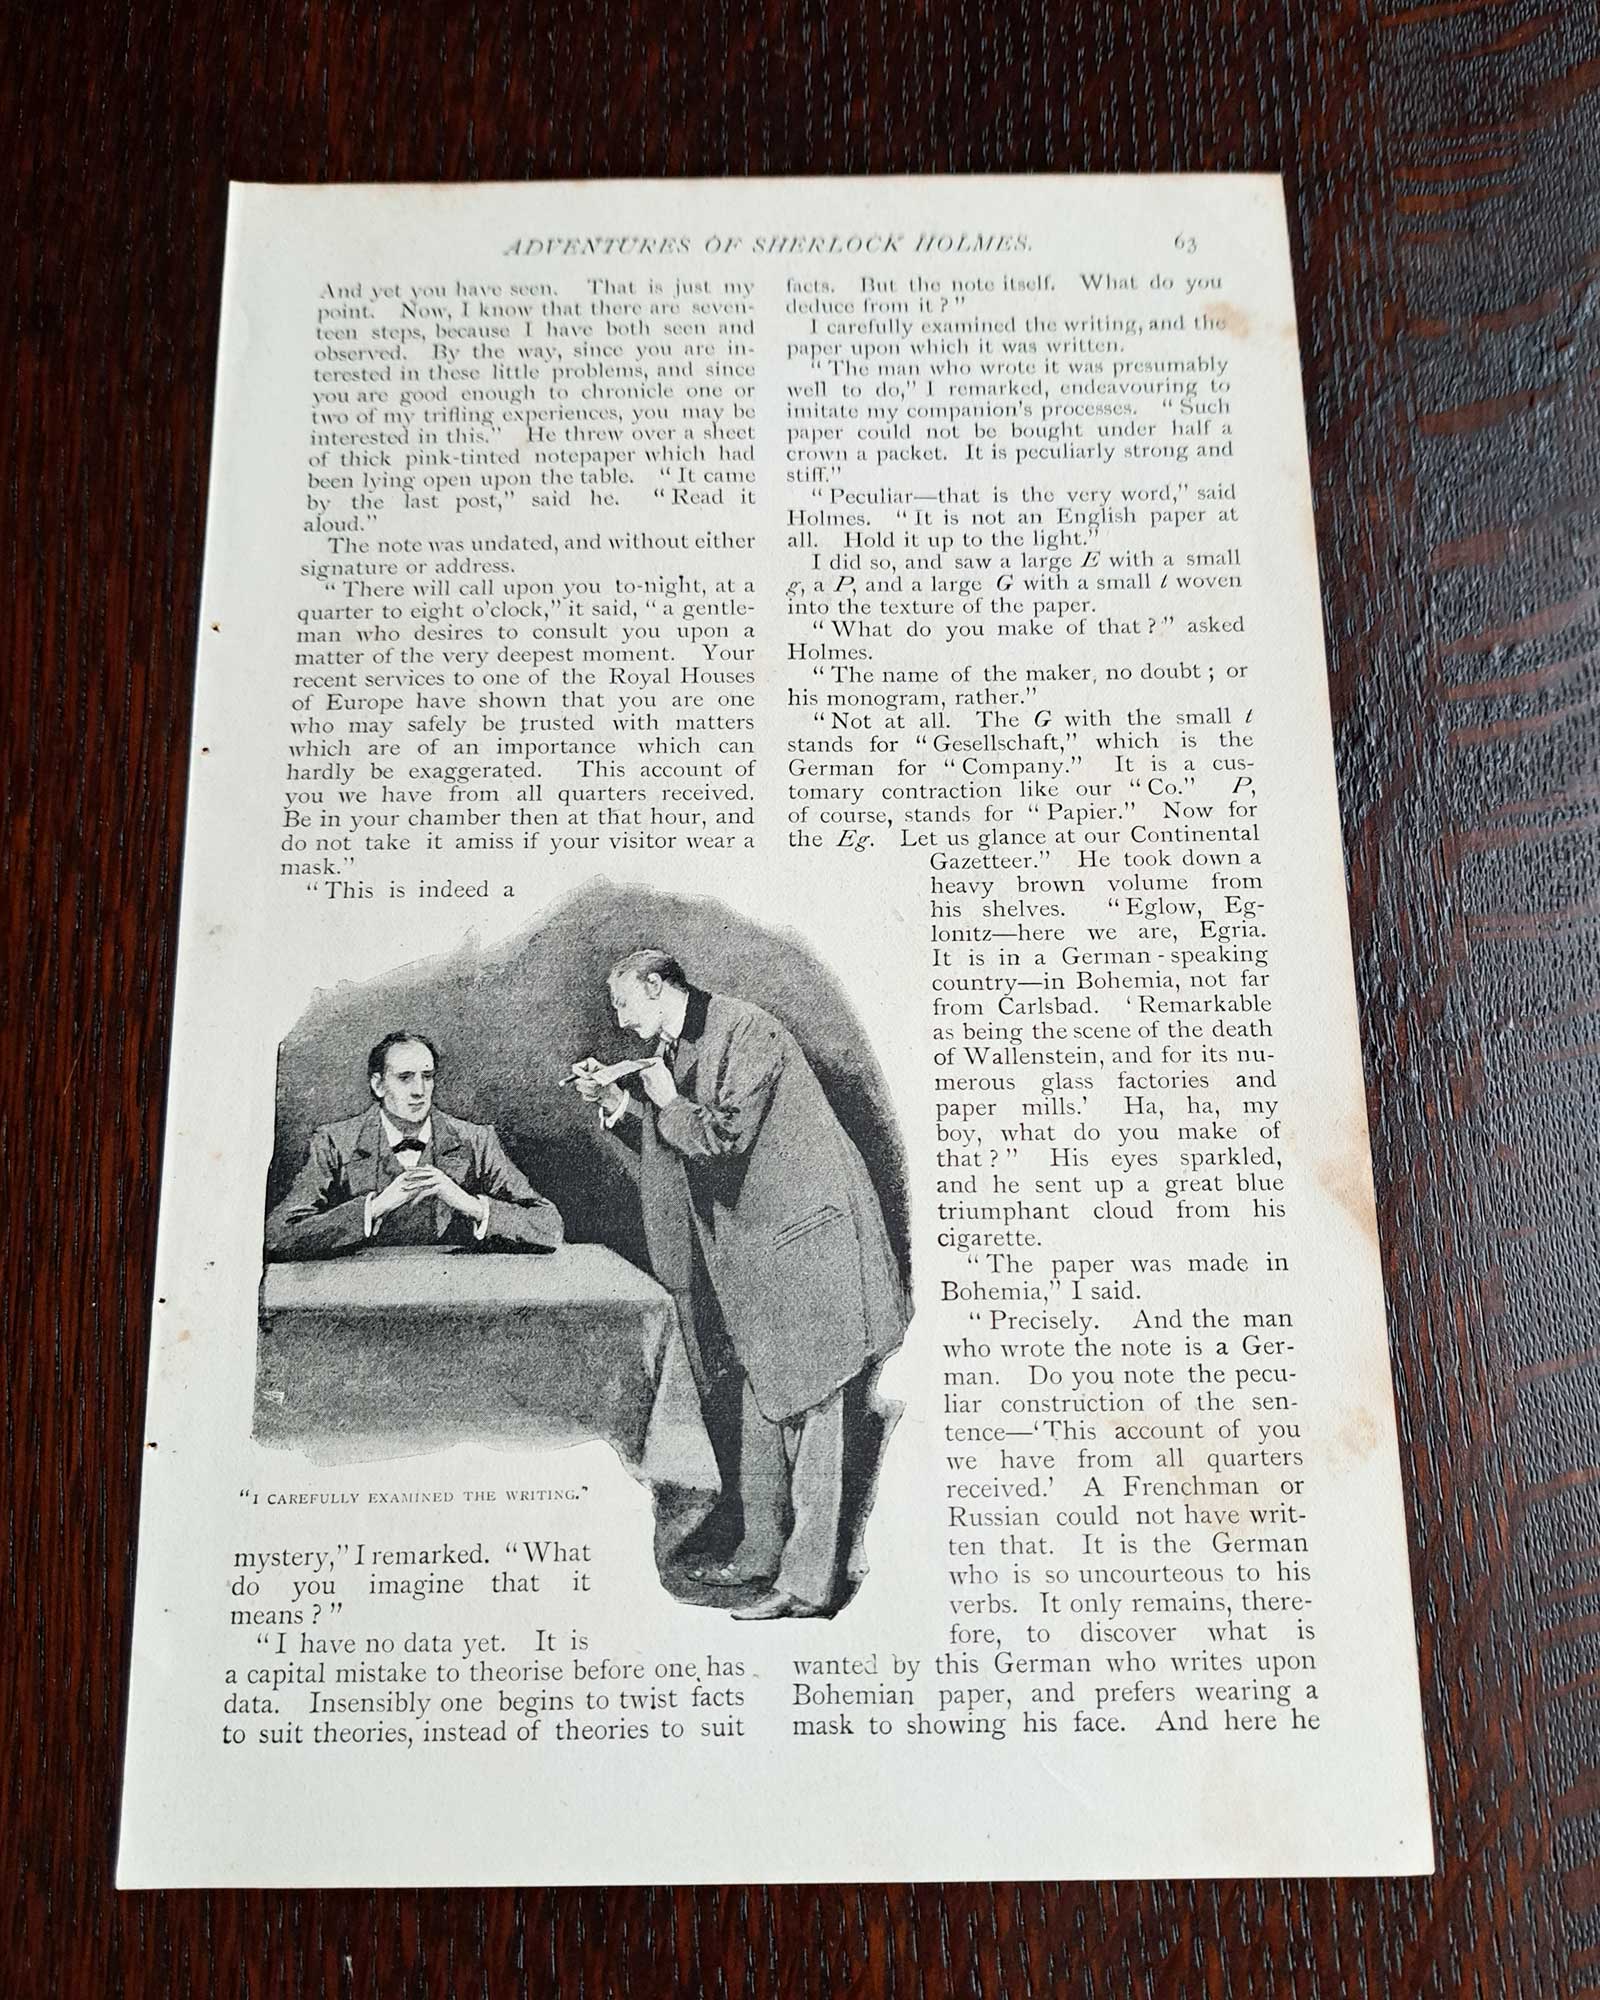 ADVENTURES OF SHERLOCK HOLMES.
63
And yet you have seen. That is just my
point. Now, I know that there are seven-
teen steps, because I have both seen and
observed. By the way, since you are in-
terested in these little problems, and since
you are good enough to chronicle one or
two of my trifling experiences, you may be
interested in this." He threw over a sheet
of thick pink-tinted notepaper which had
been lying open upon the table. "It came
by the last post," said he. "Read it
aloud."
The note was undated, and without either
signature or address.
"There will call upon you to-night, at a
quarter to eight o'clock," it said, "a gentle-
man who desires to consult you upon a
matter of the very deepest moment. Your
recent services to one of the Royal Houses
of Europe have shown that you are one
who may safely be trusted with matters
which are of an importance which can
hardly be exaggerated. This account of
you we have from all quarters received.
Be in your chamber then at that hour, and
do not take it amiss if your visitor wear a
mask."
"This is indeed a
"I CAREFULLY EXAMINED THE WRITING."
mystery," I remarked. "What
do you imagine that it
means?"
"I have no data yet. It is
a capital mistake to theorise before one has
data. Insensibly one begins to twist facts
to suit theories, instead of theories to suit
facts. But the note itself. What do you
deduce from it?"
I carefully examined the writing, and the
paper upon which it was written.
"The man who wrote it was presumably
well to do," I remarked, endeavouring to
imitate my companion's processes. "Such
paper could not be bought under half a
crown a packet. It is peculiarly strong and
stiff."
"Peculiar—that is the very word," said
Holmes. "It is not an English paper at
all. Hold it up to the light."
I did so, and saw a large E with a small
g, a P, and a large G with a small t woven
into the texture of the paper.
"What do you make of that?" asked
Holmes.
"The name of the maker, no doubt; or
his monogram, rather."
"Not at all. The G with the small t
stands for "Gesellschaft," which is the
German for "Company." It is a cus-
tomary contraction like our "Co." P,
of course, stands for "Papier." Now for
the Eg. Let us glance at our Continental
Gazetteer." He took down a
heavy brown volume from
his shelves. "Eglow, Eg-
lonitz—here we are, Egria.
It is in a German-speaking
country—in Bohemia, not far
from Carlsbad. 'Remarkable
as being the scene of the death
of Wallenstein, and for its nu-
merous glass factories and
paper mills.' Ha, ha, my
boy, what do you make of
that?" His eyes sparkled,
and he sent up a great blue
triumphant cloud from his
cigarette.
"The paper was made in
Bohemia," I said.
"Precisely. And the man
who wrote the note is a Ger-
man. Do you note the pecu-
liar construction of the sen-
tence—'This account of you
we have from all quarters
received.' A Frenchman or
Russian could not have writ-
ten that. It is the German
who is so uncourteous to his
verbs. It only remains, there-
fore, to discover what is
wanted by this German who writes upon
Bohemian paper, and prefers wearing a
mask to showing his face. And here he